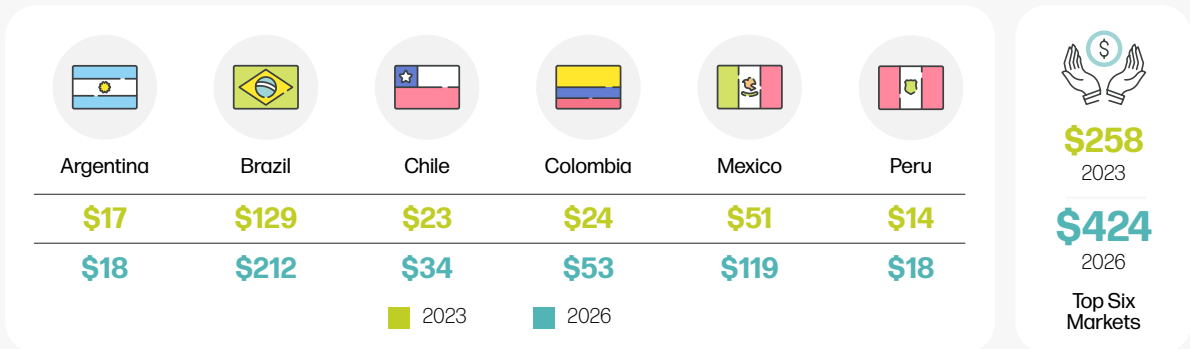 Argentina Brazil Chile Colombia Mexico Peru
$17 $129 $23 $24 $51 $14
$18 $212 $34 $53 $119 $18
2023 2026
$
$258
2023
$424
2026
Top Six
Markets